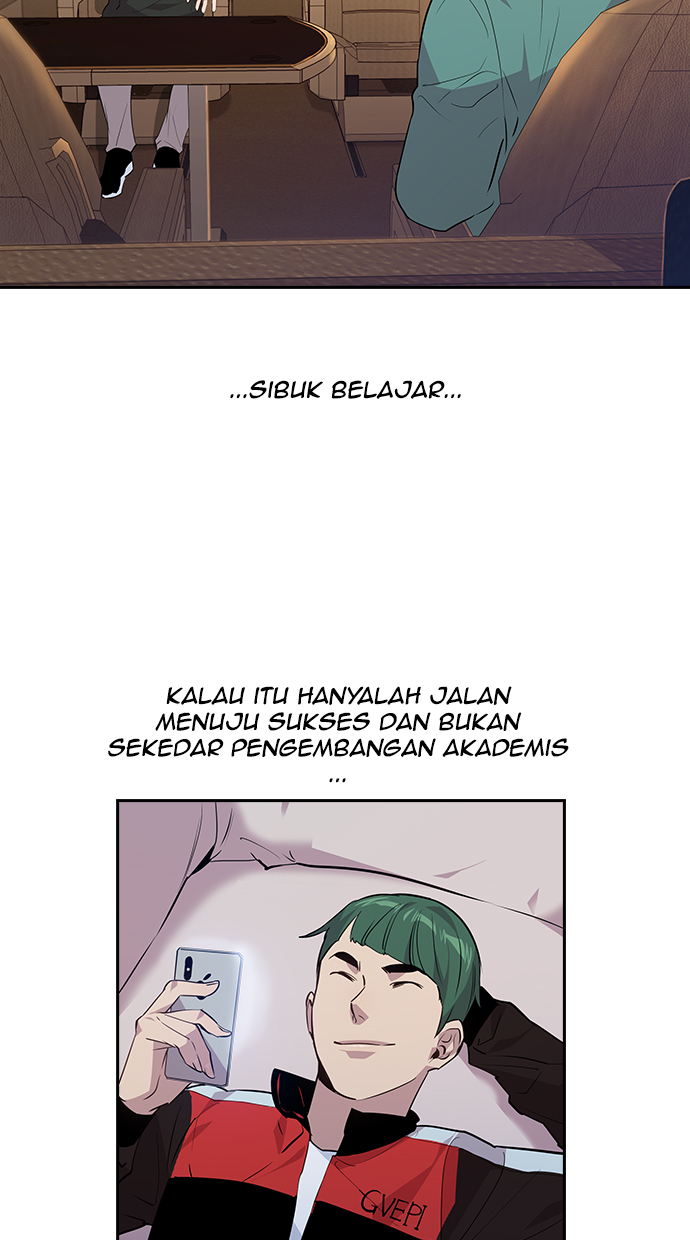 ...SIBUK BELAJAR...
KALAU ITU HANYALAH JALAN
MENUJU SUKSES DAN BUKAN
SEKEDAR PENGEMBANGAN AKADEMIS
...
GVEPI